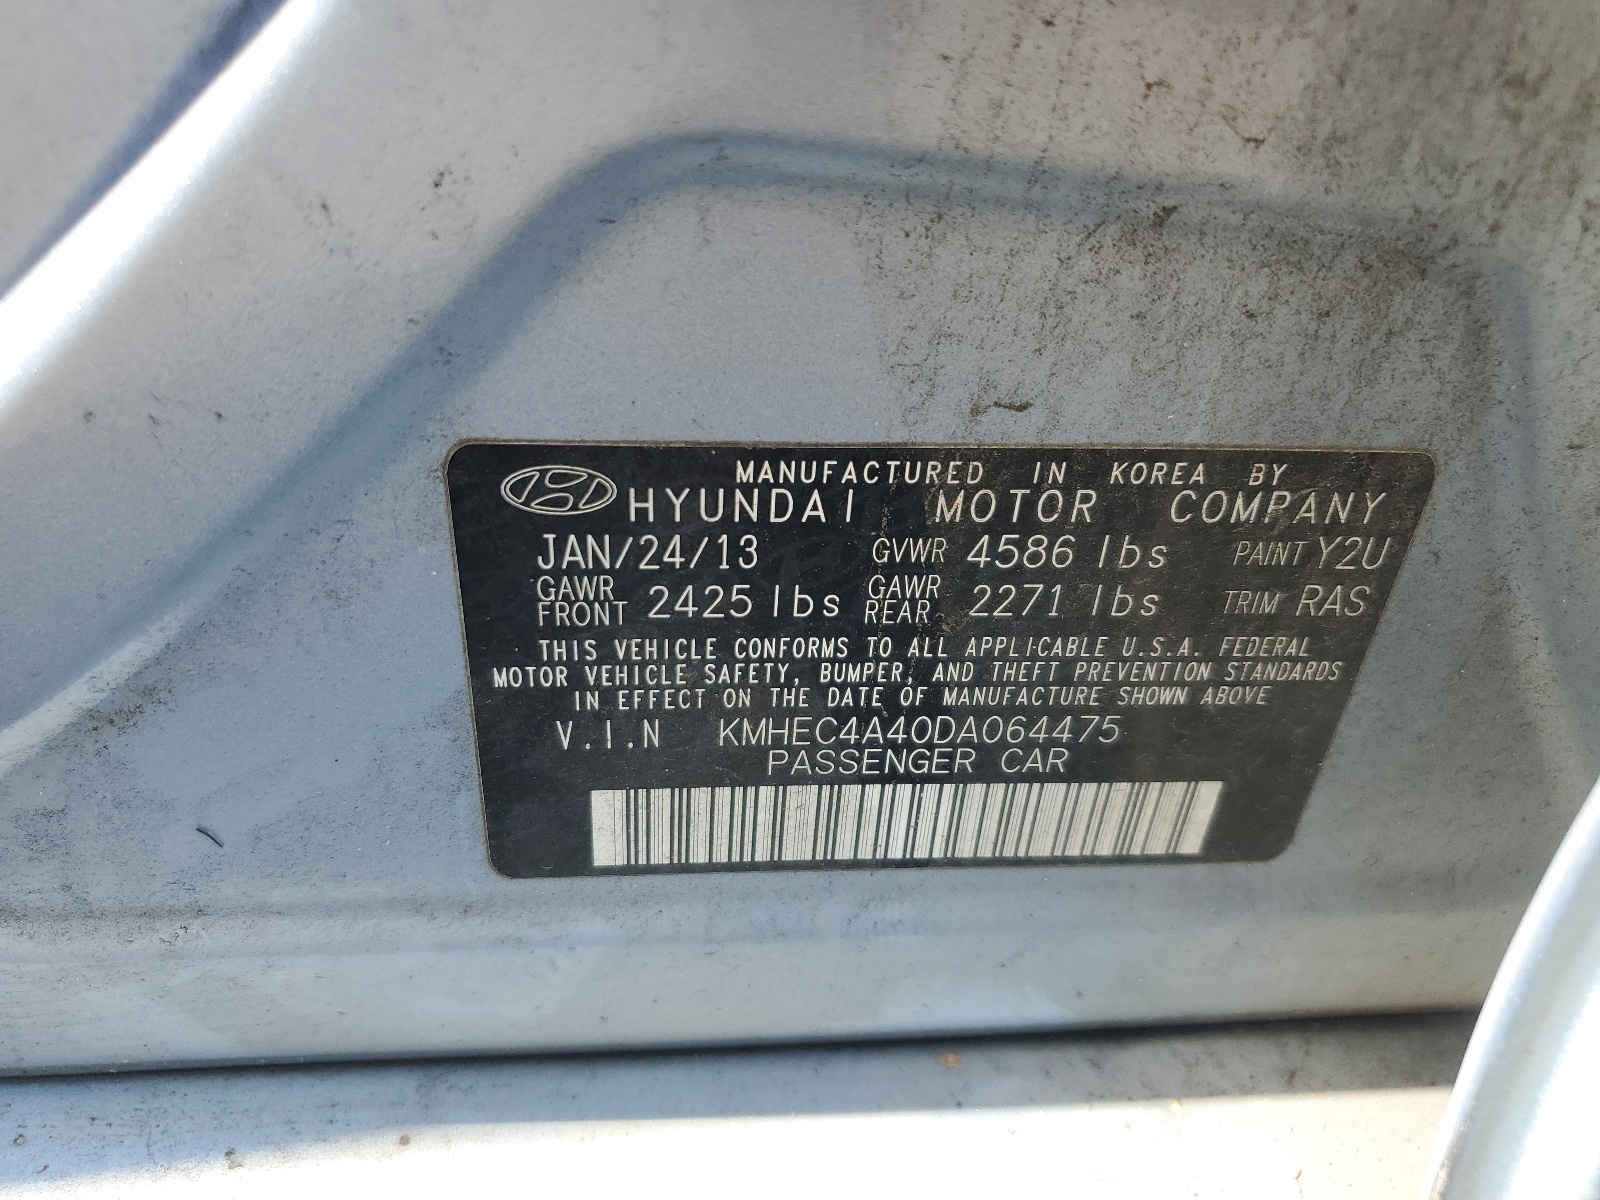 MANUFACTURED IN KOREA BY
HYUNDAI MOTOR COMPANY
JAN/24/13 GVWR 4586 lbs PAINT Y2U
GAWR FRONT 2425 lbs GAWR REAR 2271 lbs TRIM RAS
THIS VEHICLE CONFORMS TO ALL APPLICABLE U.S.A. FEDERAL
MOTOR VEHICLE SAFETY, BUMPER, AND THEFT PREVENTION STANDARDS
IN EFFECT ON THE DATE OF MANUFACTURE SHOWN ABOVE
V.I.N KMHEC4A40DA064475
PASSENGER CAR